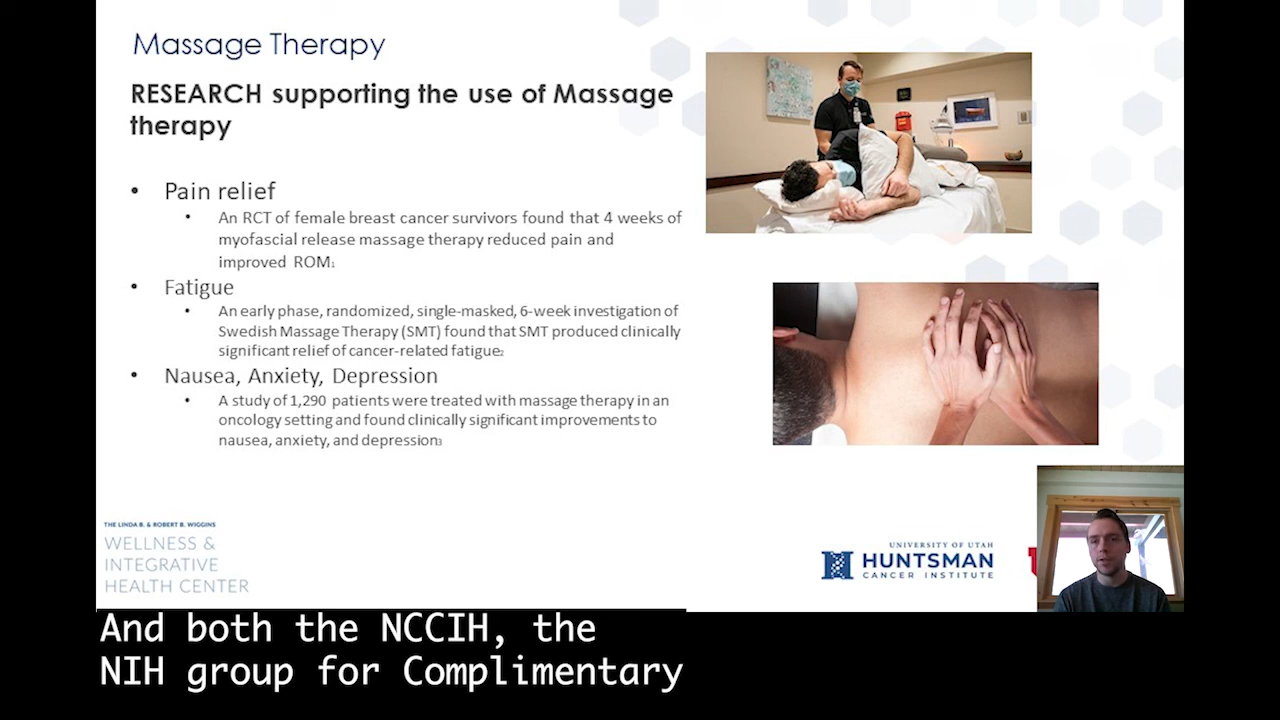 Massage Therapy
RESEARCH supporting the use of Massage
therapy
• Pain relief
• An RCT of female breast cancer survivors found that 4 weeks of
myofascial release massage therapy reduced pain and
improved ROM1
• Fatigue
• An early phase, randomized, single-masked, 6-week investigation of
Swedish Massage Therapy (SMT) found that SMT produced clinically
significant relief of cancer-related fatigue2
• Nausea, Anxiety, Depression
• A study of 1,290 patients were treated with massage therapy in an
oncology setting and found clinically significant improvements to
nausea, anxiety, and depression3
THE LINDA B. & ROBERT B. WIGGINS
WELLNESS &
INTEGRATIVE
HEALTH CENTER
UNIVERSITY OF UTAH
HUNTSMAN
CANCER INSTITUTE
And both the NCCIH, the
NIH group for Complimentary